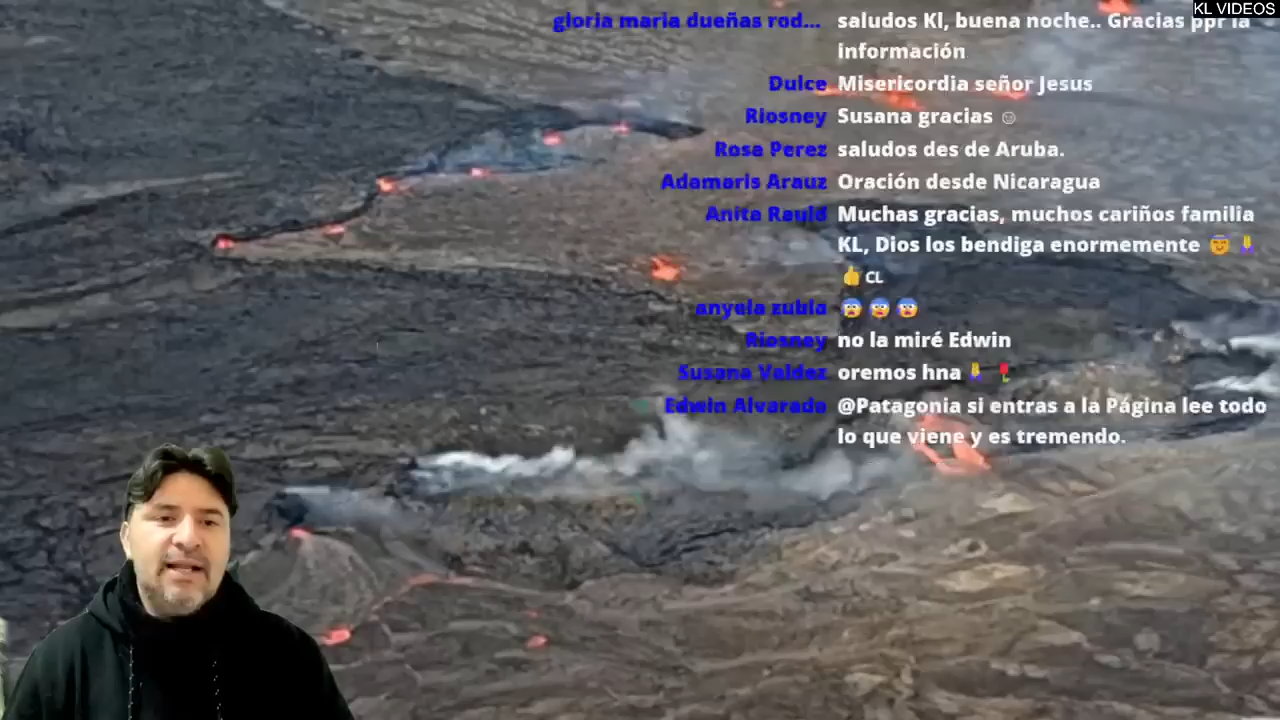 KL VIDEOS
gloria maria dueñas rod... saludos Kl, buena noche.. Gracias ppr la
información
Dulce Misericordia señor Jesus
Riosney Susana gracias ☺
Rosa Perez saludos des de Aruba.
Adamaris Arauz Oración desde Nicaragua
Anita Rauld Muchas gracias, muchos cariños familia
KL, Dios los bendiga enormemente 🤠 🙏
👍 CL
anyela zubla 😱 😱 😱
Riosney no la miré Edwin
Susana Valdez oremos hna 🙏 🌹
Edwin Alvarado @Patagonia si entras a la Página lee todo
lo que viene y es tremendo.